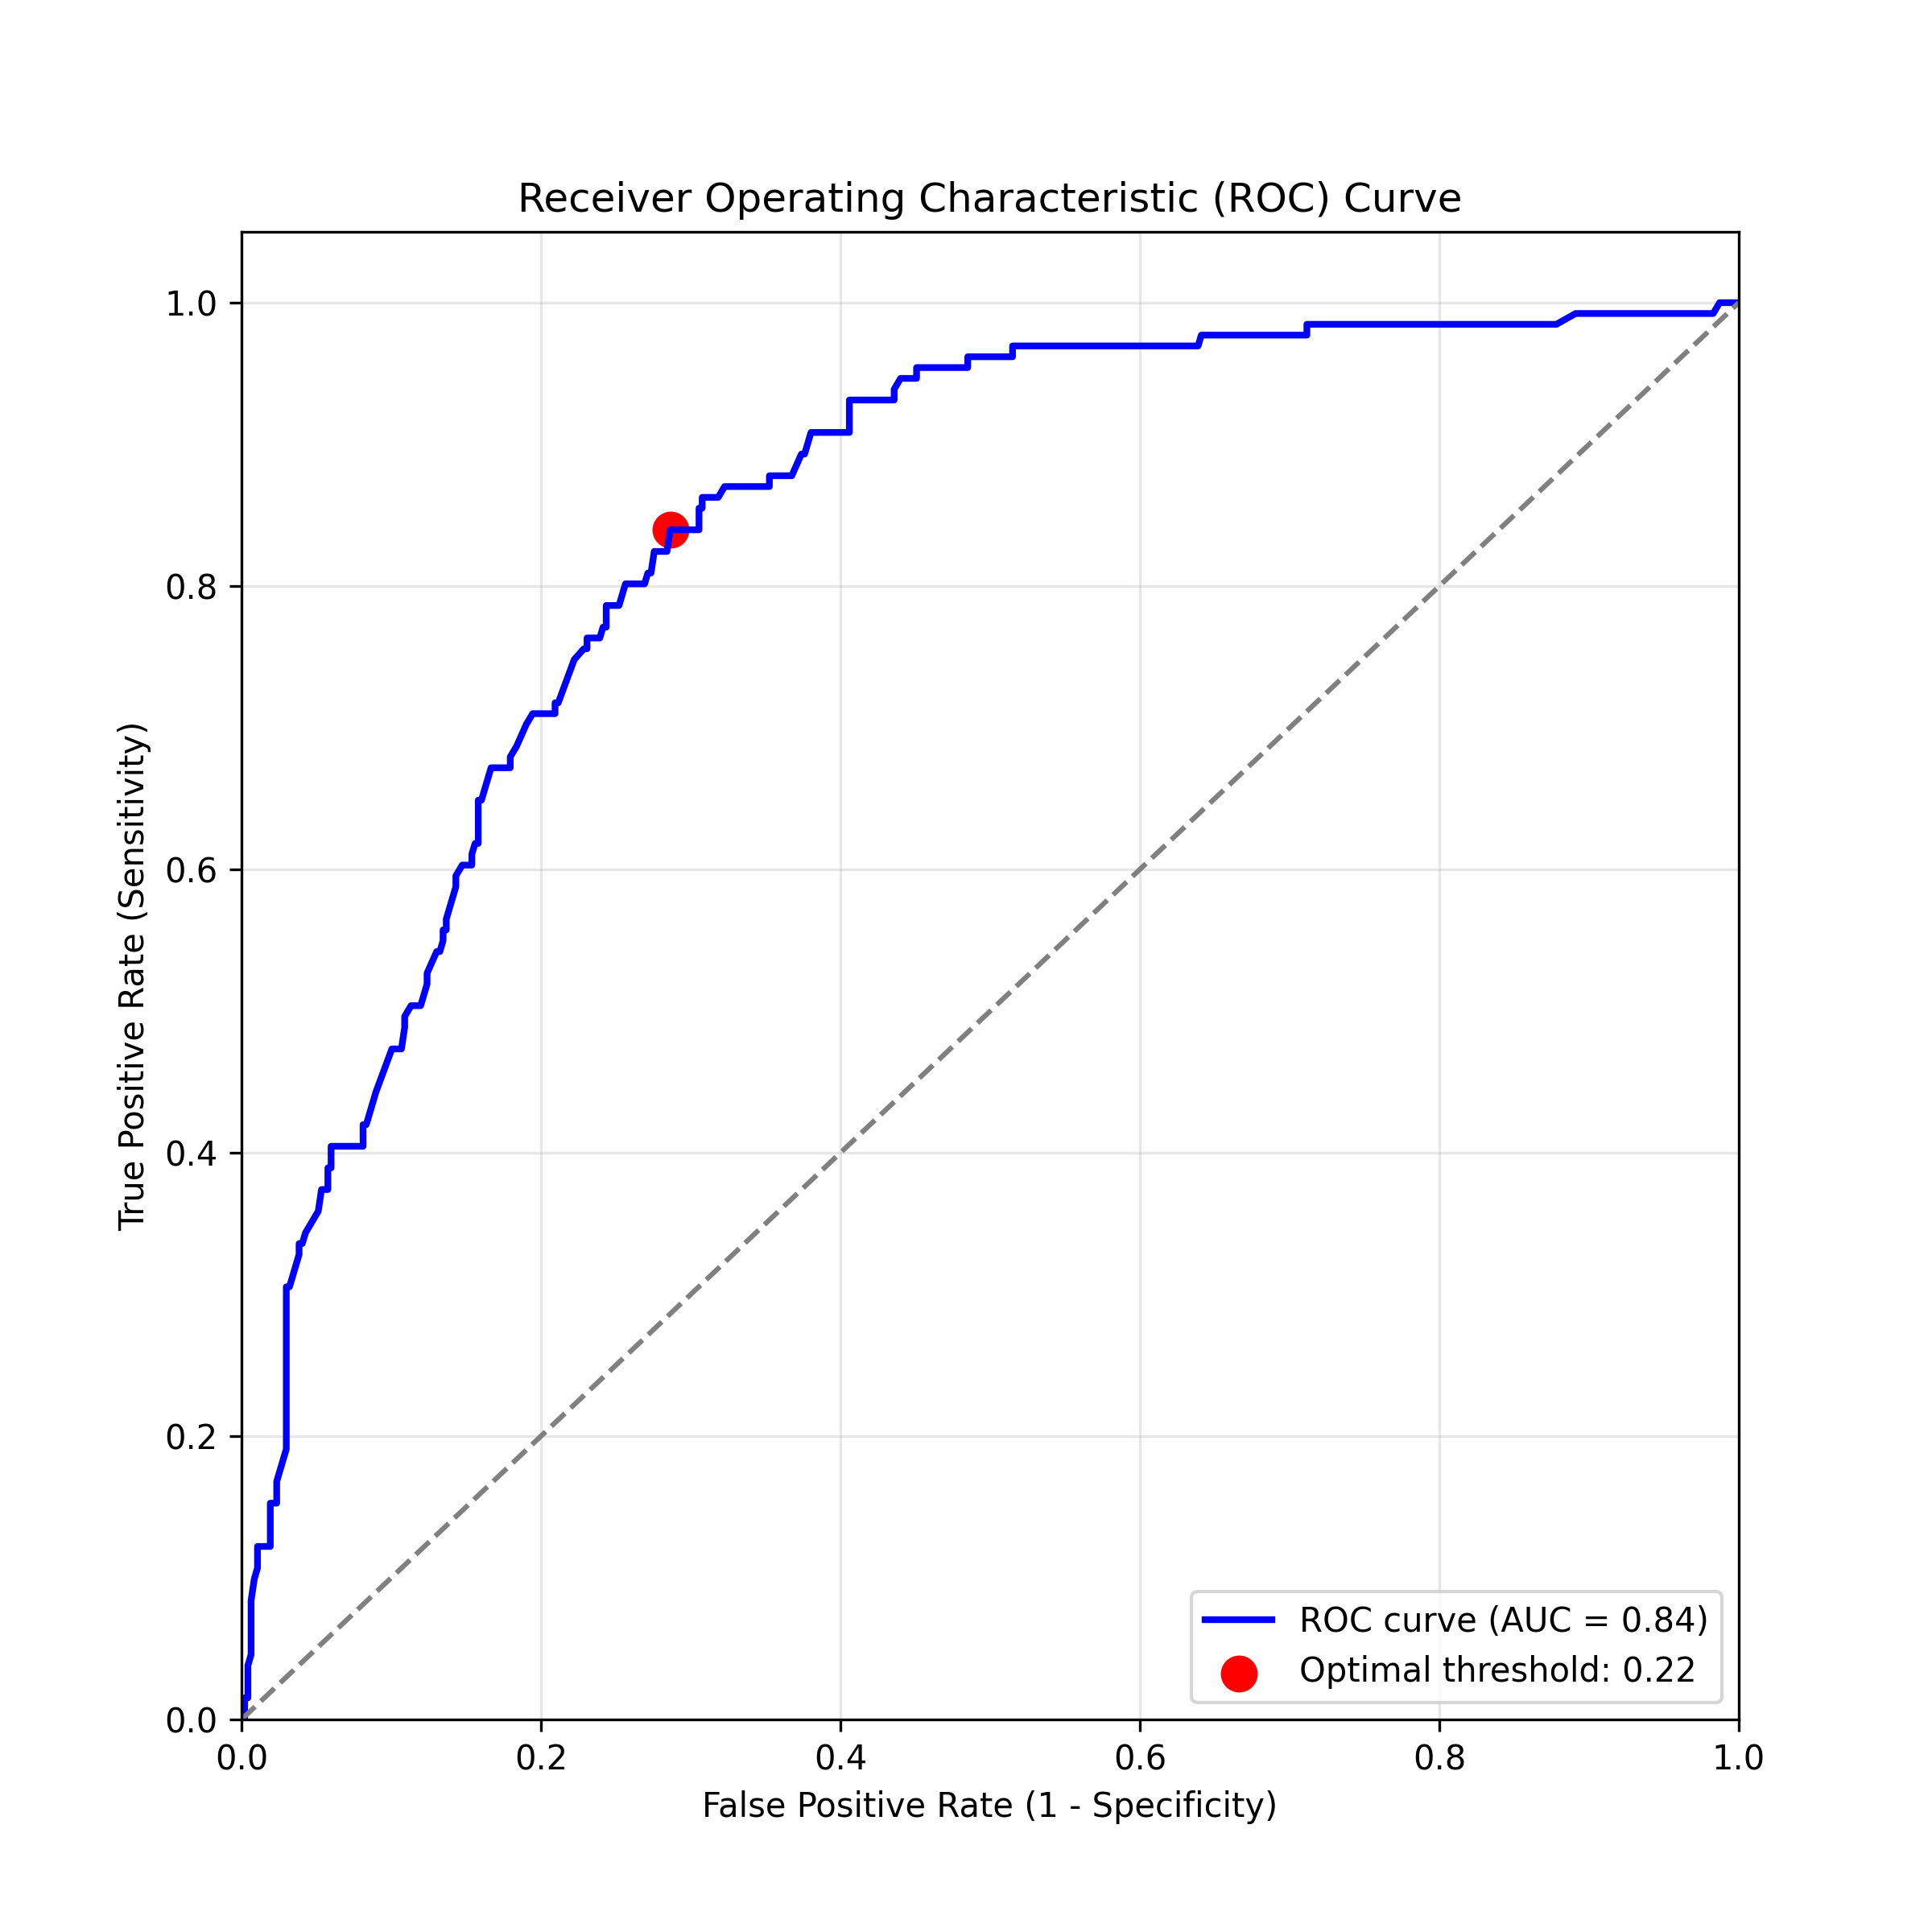 Receiver Operating Characteristic (ROC) Curve
True Positive Rate (Sensitivity)
1.0
0.8
0.6
0.4
0.2
0.0
0.0 0.2 0.4 0.6 0.8 1.0
False Positive Rate (1 - Specificity)
ROC curve (AUC = 0.84)
Optimal threshold: 0.22